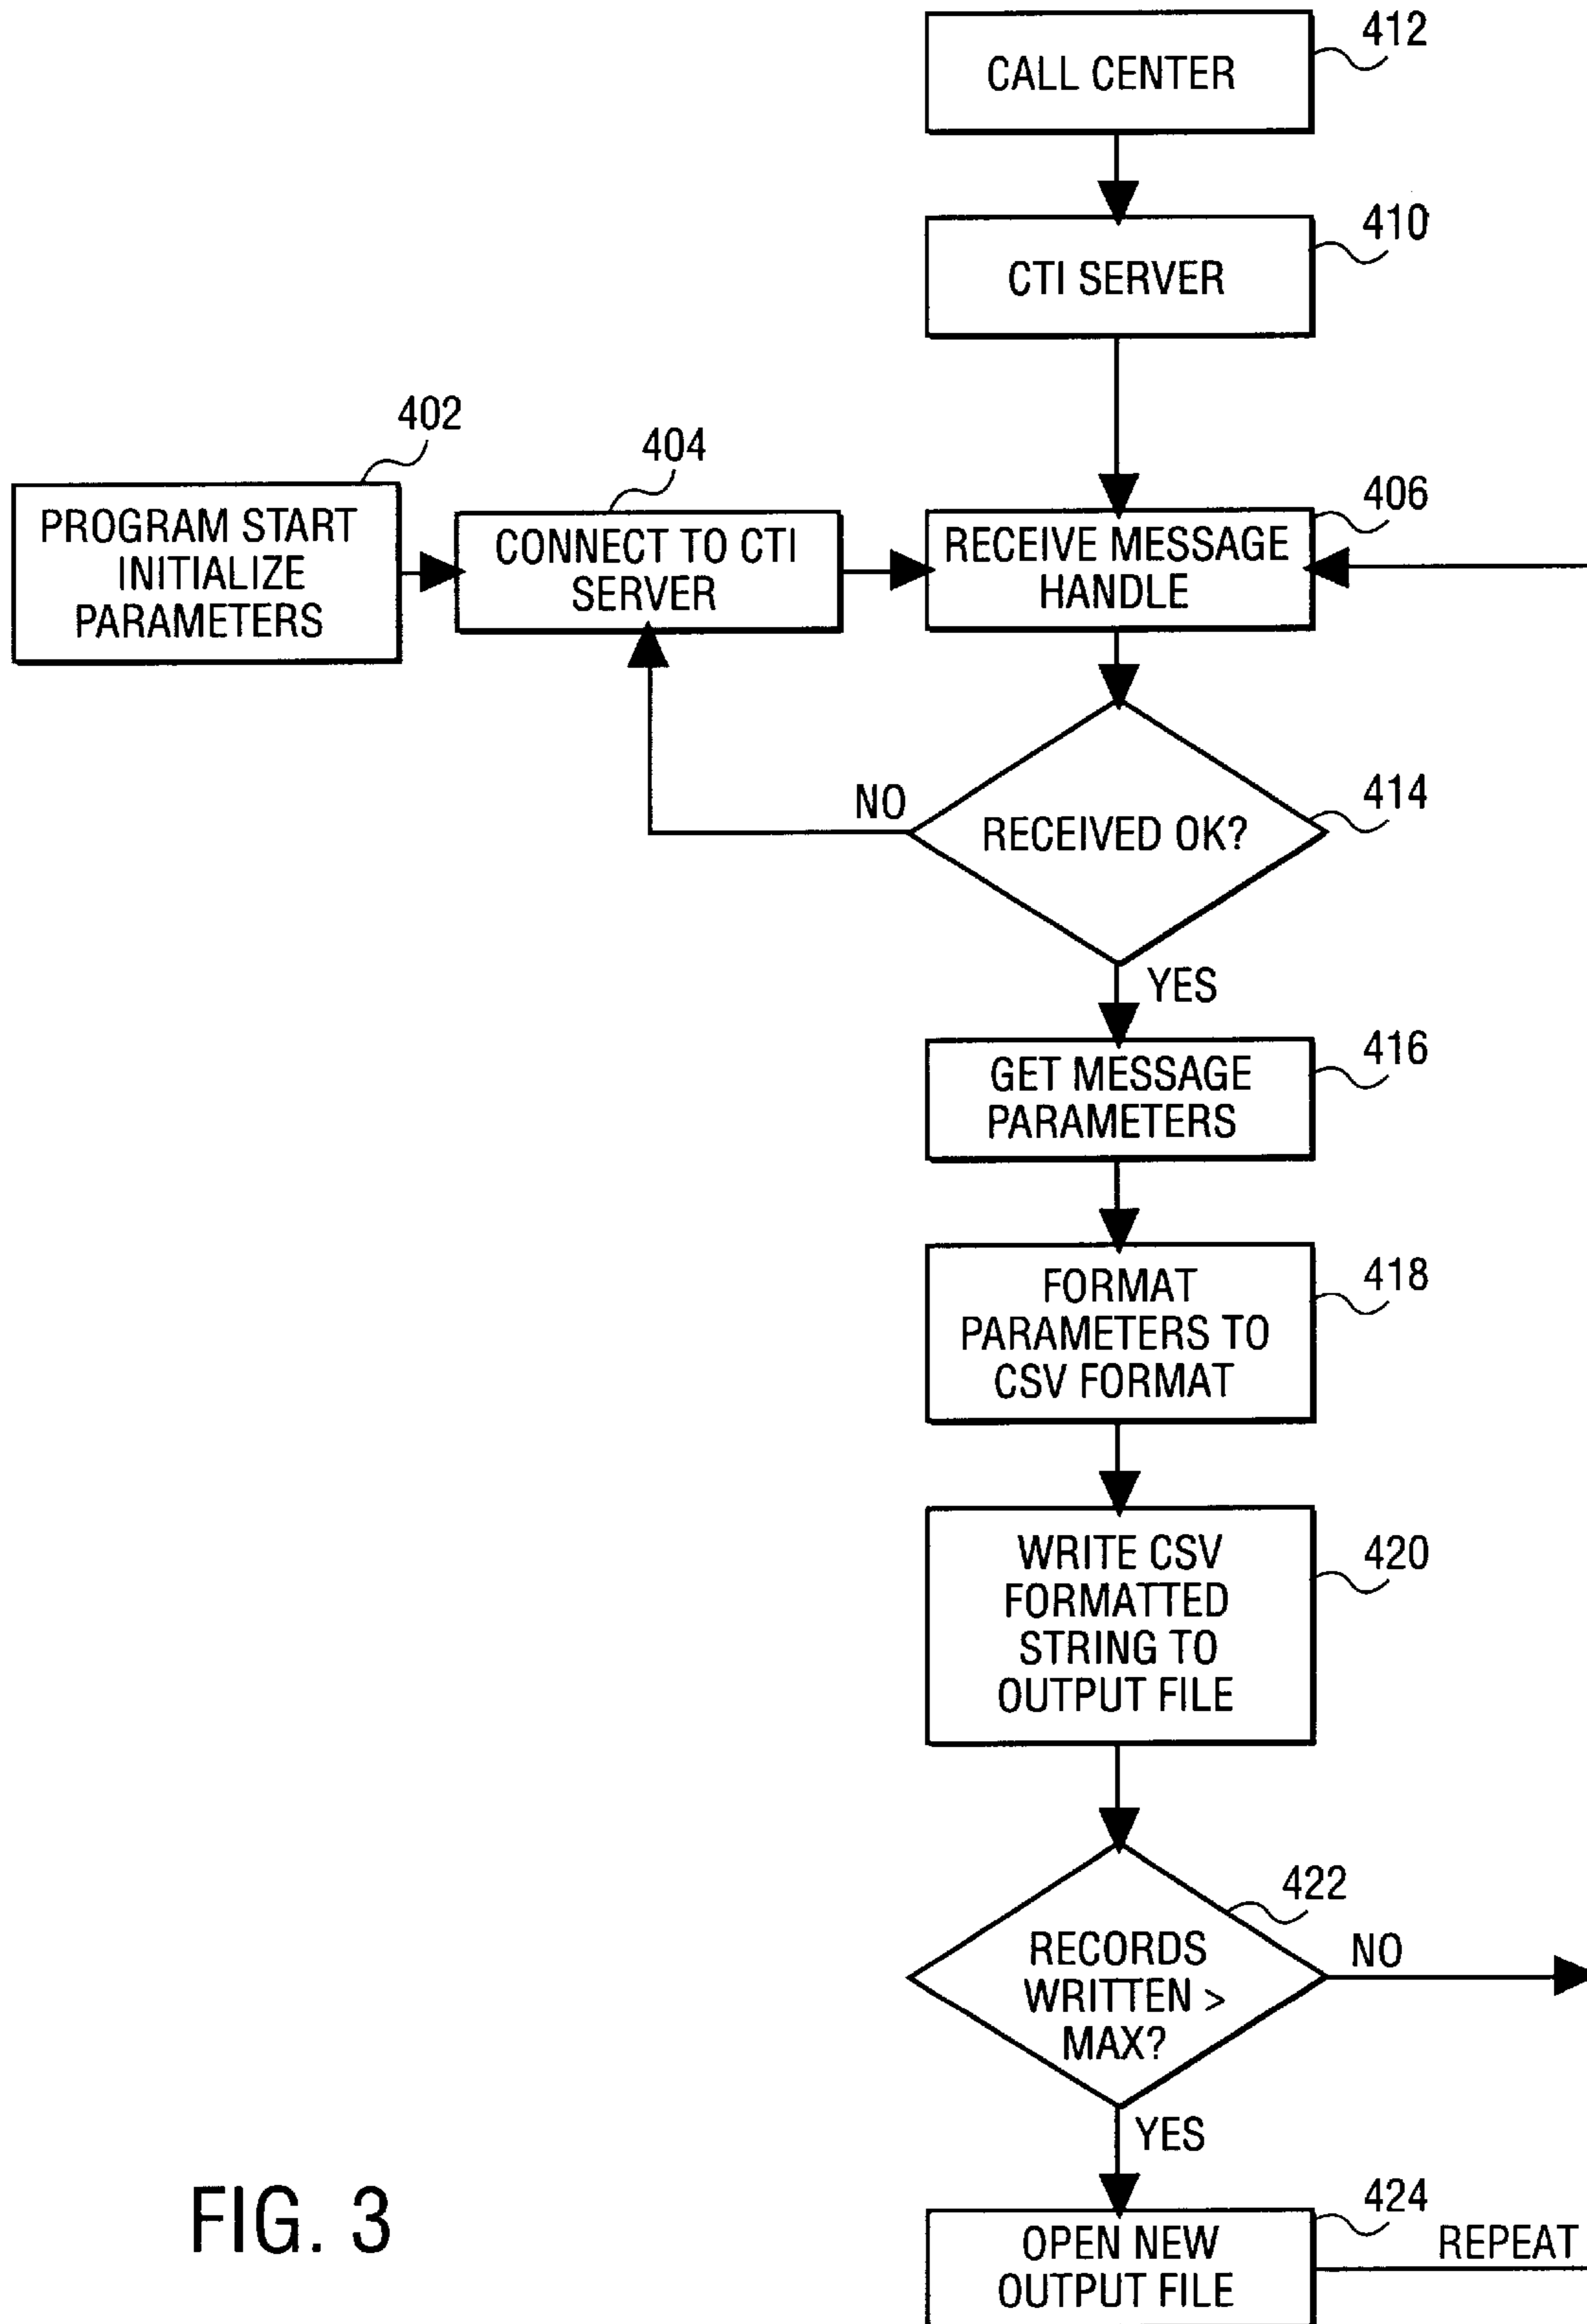 412
CALL CENTER
410
CTI SERVER
402
404
406
PROGRAM START
INITIALIZE
PARAMETERS
CONNECT TO CTI
SERVER
RECEIVE MESSAGE
HANDLE
NO
RECEIVED OK?
414
YES
416
GET MESSAGE
PARAMETERS
418
FORMAT
PARAMETERS TO
CSV FORMAT
420
WRITE CSV
FORMATTED
STRING TO
OUTPUT FILE
422
RECORDS
WRITTEN >
MAX?
NO
YES
424
OPEN NEW
OUTPUT FILE
REPEAT
FIG. 3